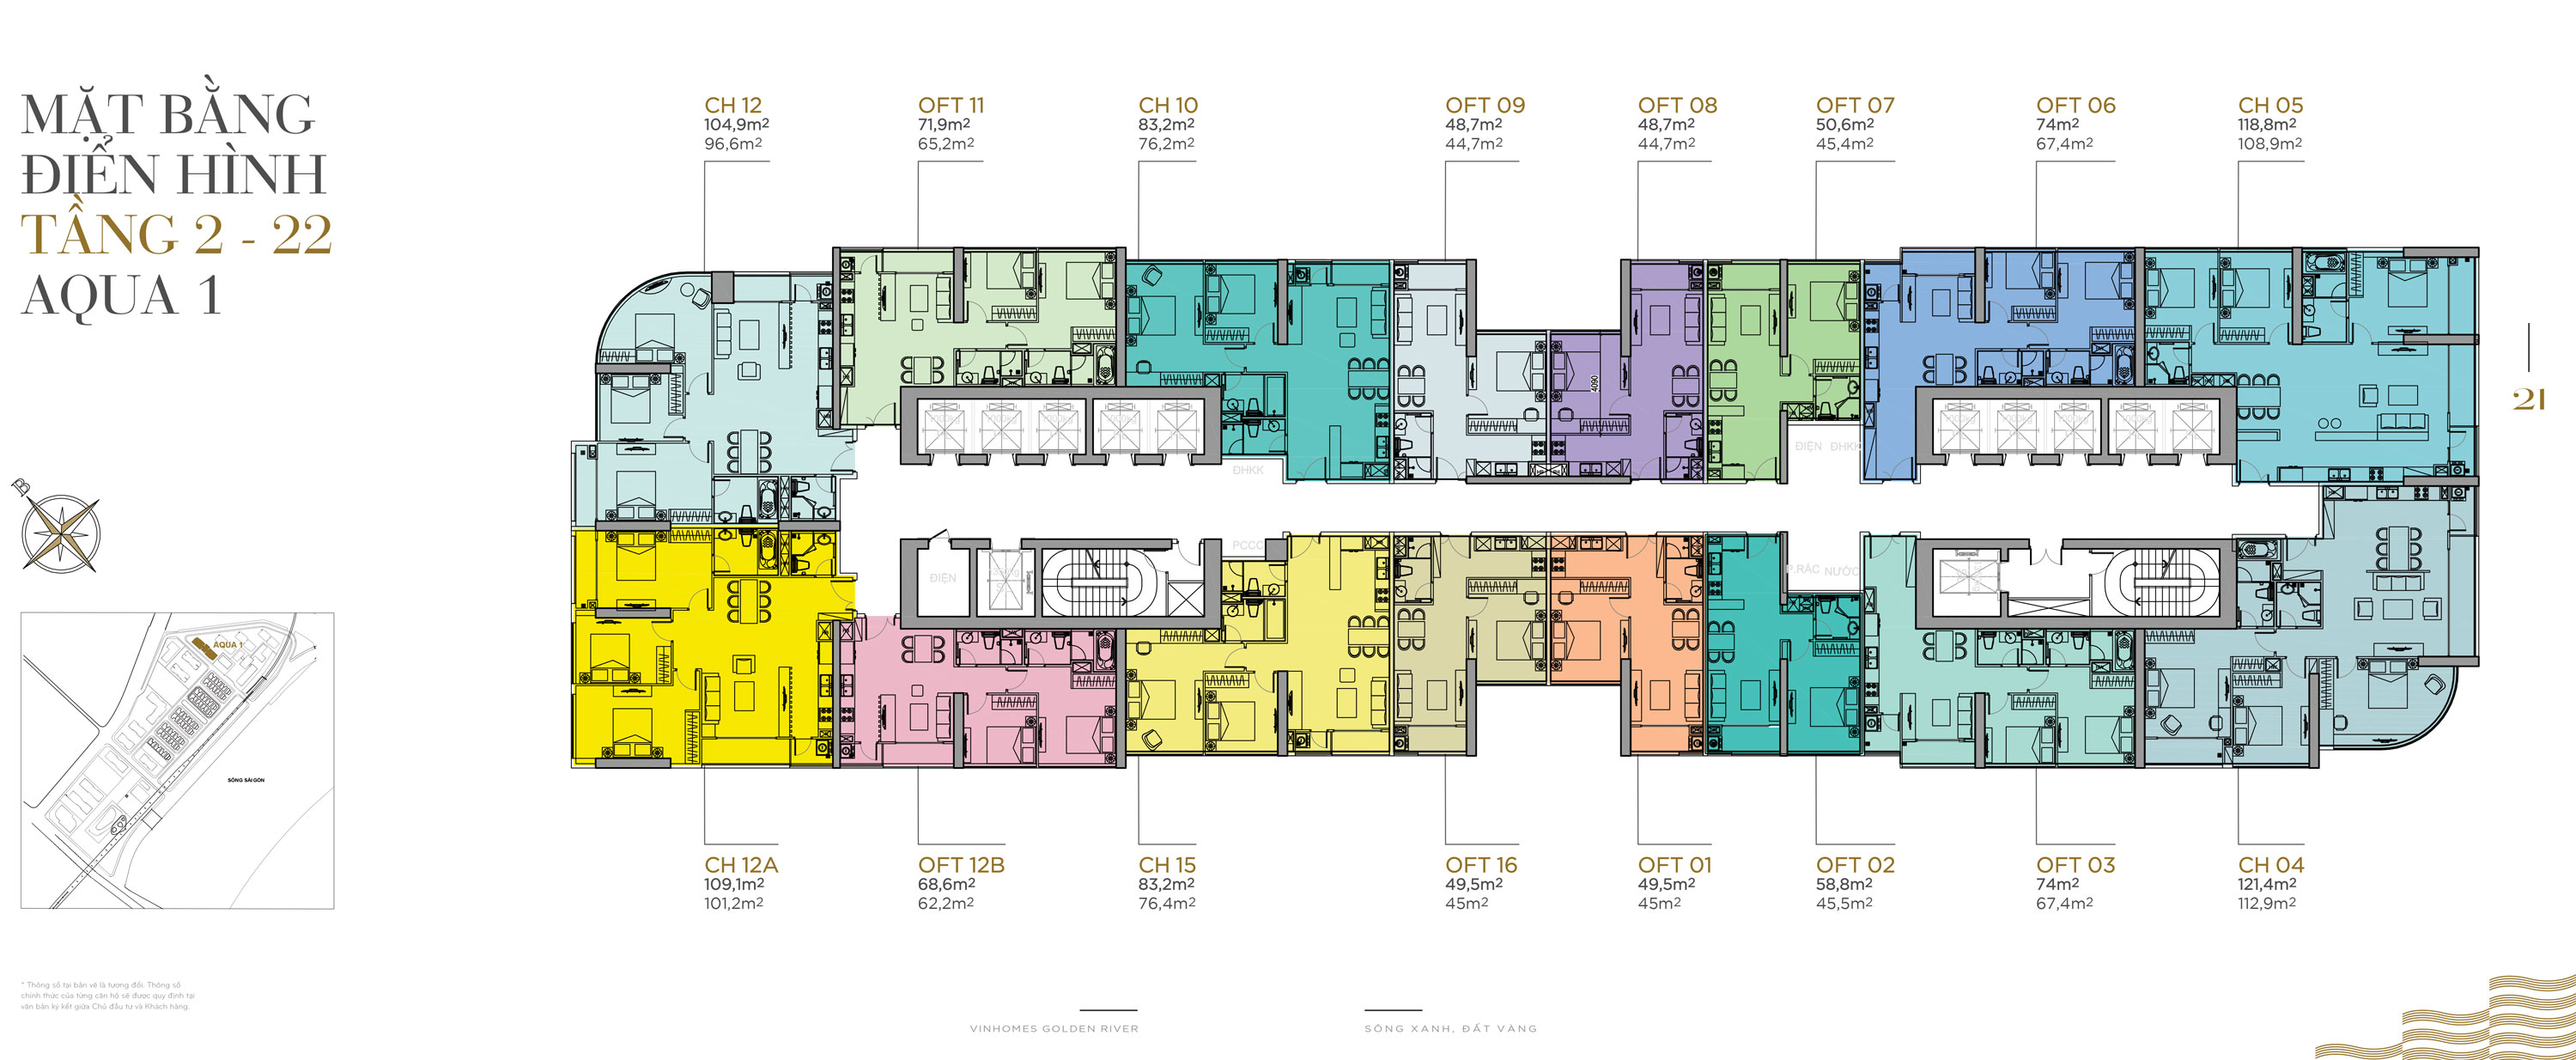 MẶT BẰNG
ĐIỂN HÌNH
TẦNG 2 - 22
AQUA 1
CH 12
104,9m²
96,6m²
OFT 11
71,9m²
65,2m²
CH 10
83,2m²
76,2m²
OFT 09
48,7m²
44,7m²
OFT 08
48,7m²
44,7m²
OFT 07
50,6m²
45,4m²
OFT 06
74m²
67,4m²
CH 05
118,8m²
108,9m²
21
4090
ĐHKK
ĐIỆN ĐHKK
B
ĐIỆN
PCCC
P.RÁC NƯỚC
AQUA 1
SÔNG SÀI GÒN
CH 12A
109,1m²
101,2m²
OFT 12B
68,6m²
62,2m²
CH 15
83,2m²
76,4m²
OFT 16
49,5m²
45m²
OFT 01
49,5m²
45m²
OFT 02
58,8m²
45,5m²
OFT 03
74m²
67,4m²
CH 04
121,4m²
112,9m²
* Thông số tại bản vẽ là tương đối. Thông số
chính thức của từng căn hộ sẽ được quy định tại
văn bản ký kết giữa Chủ đầu tư và Khách hàng.
VINHOMES GOLDEN RIVER
SÔNG XANH, ĐẤT VÀNG